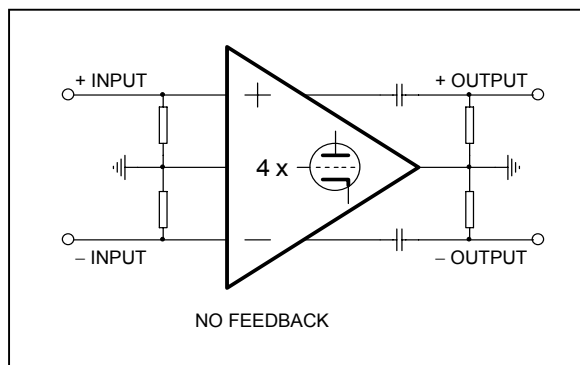 + INPUT
+ OUTPUT
+
4 x
−
− INPUT
− OUTPUT
NO FEEDBACK